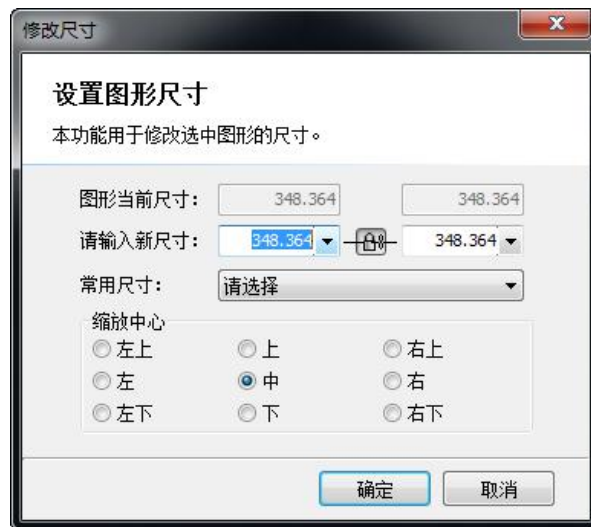 修改尺寸
设置图形尺寸
本功能用于修改选中图形的尺寸。
图形当前尺寸： 348.364 348.364
请输入新尺寸： 348.364 348.364
常用尺寸： 请选择
缩放中心
左上 上 右上
左 中 右
左下 下 右下
确定 取消